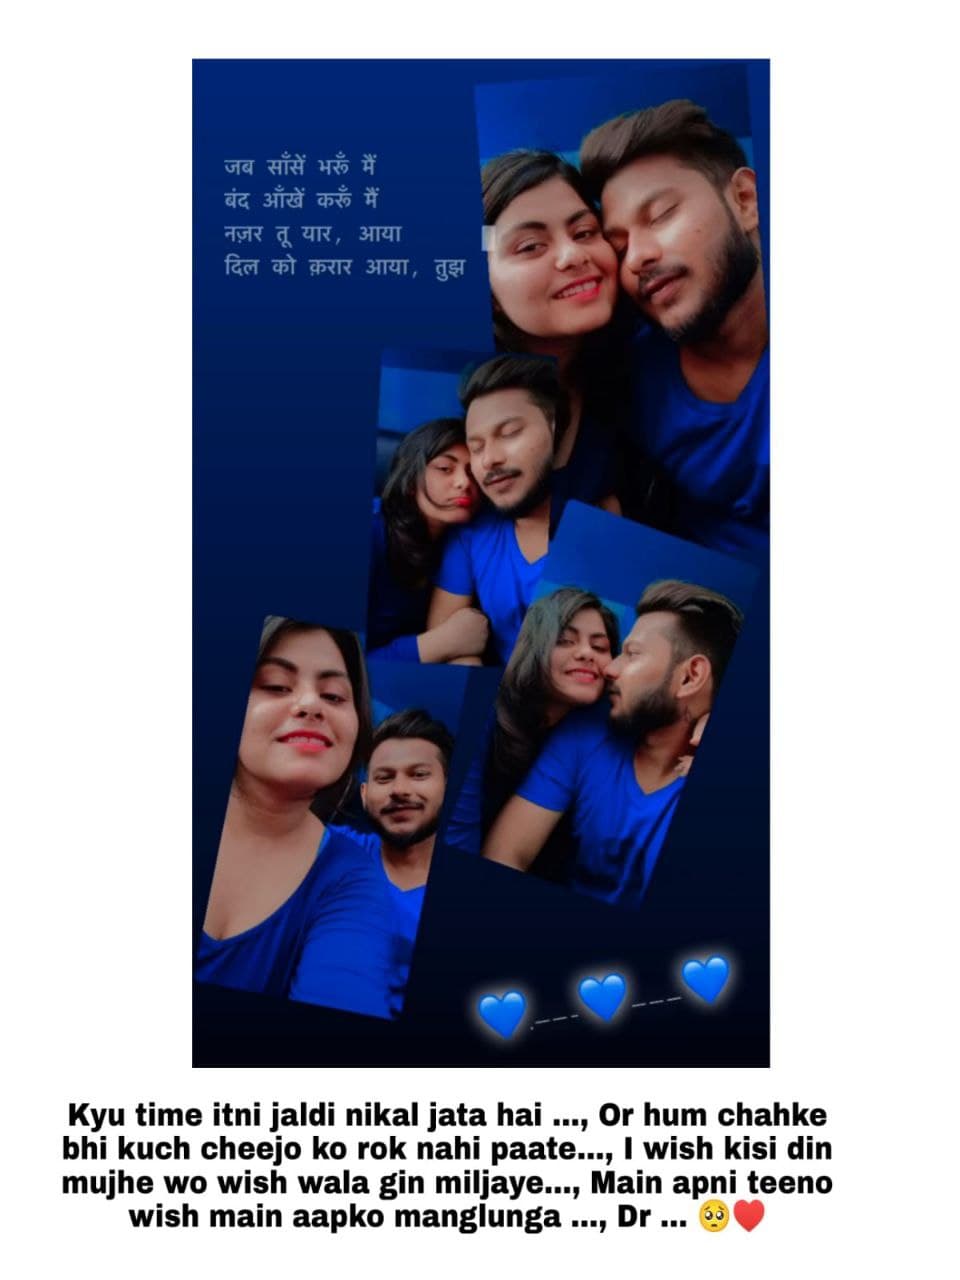 जब साँसें भरूँ मैं
बंद आँखें करूँ मैं
नज़र तू यार, आया
दिल को क़रार आया, तुझ
Kyu time itni jaldi nikal jata hai ..., Or hum chahke
bhi kuch cheejo ko rok nahi paate..., I wish kisi din
mujhe wo wish wala gin miljaye..., Main apni teeno
wish main aapko manglunga ..., Dr ... 🥺♥️